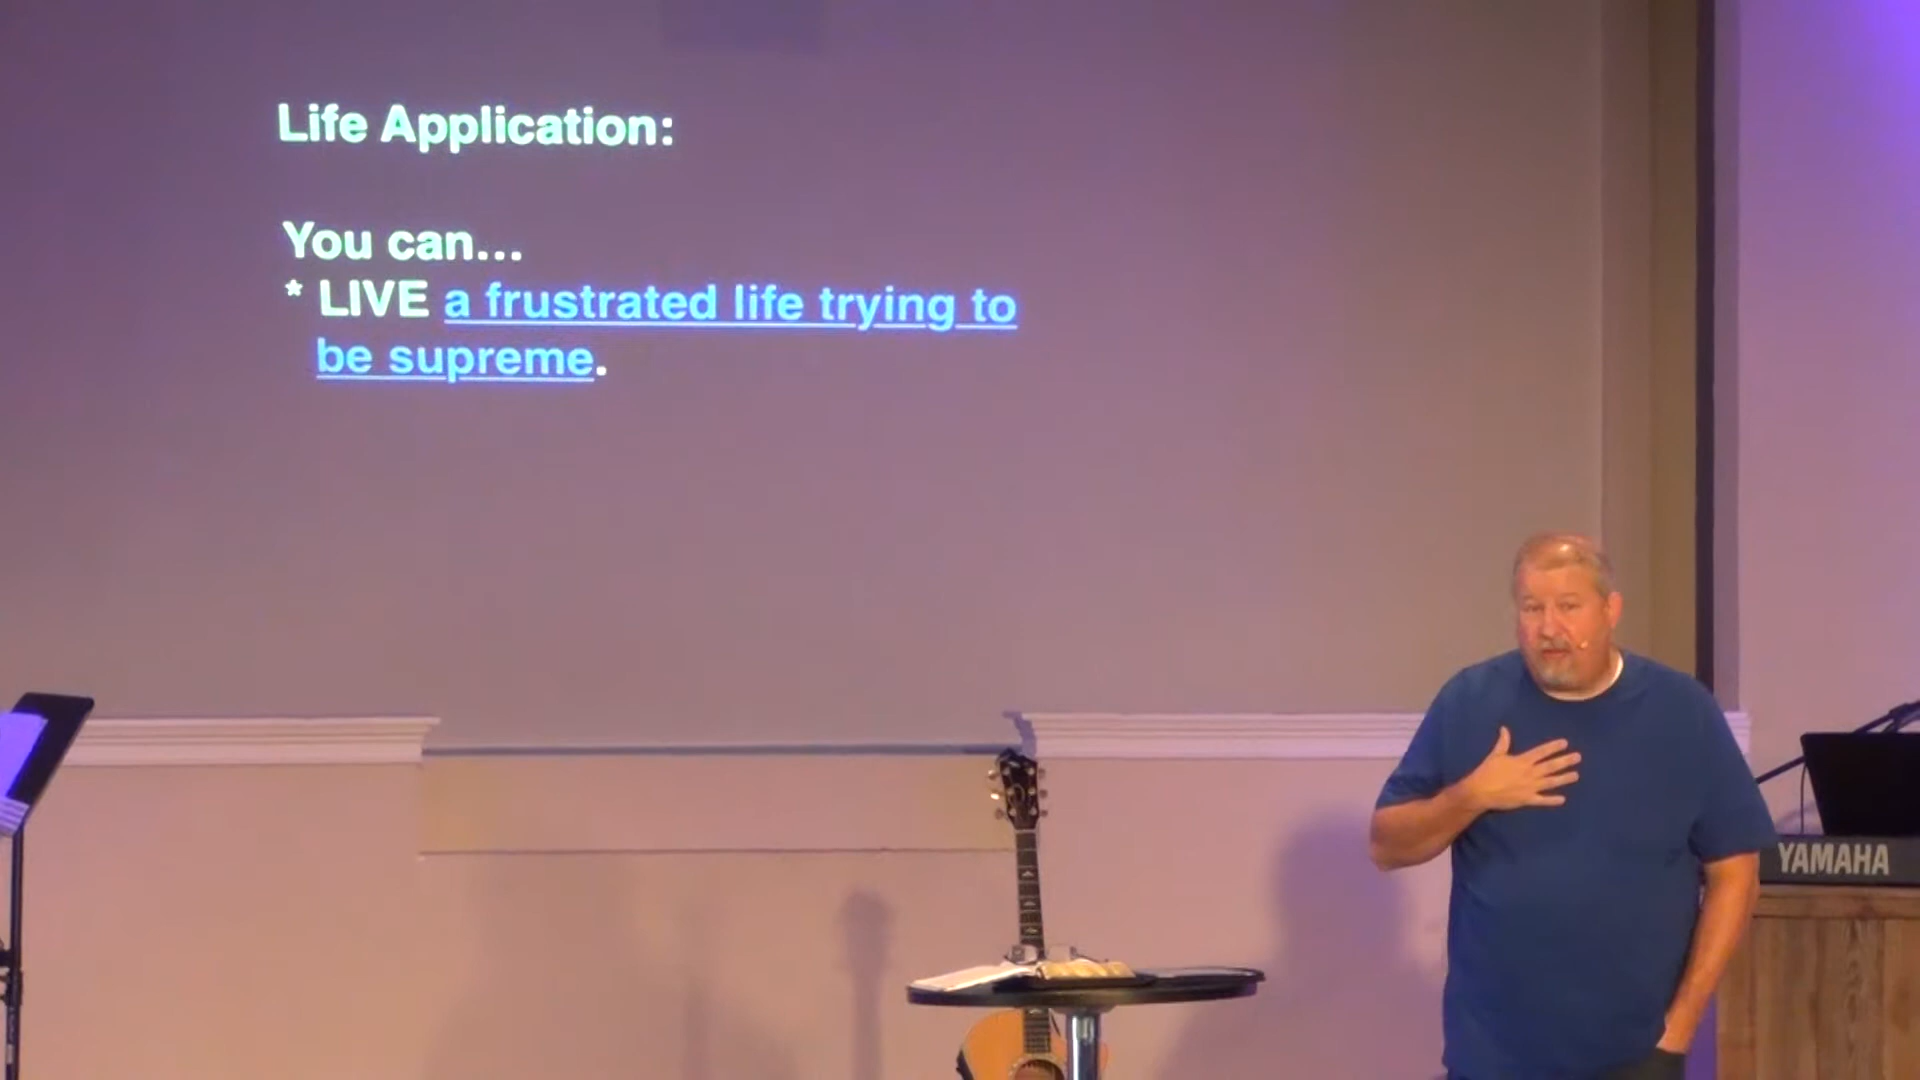 Life Application:
You can...
* LIVE a frustrated life trying to
be supreme.
YAMAHA